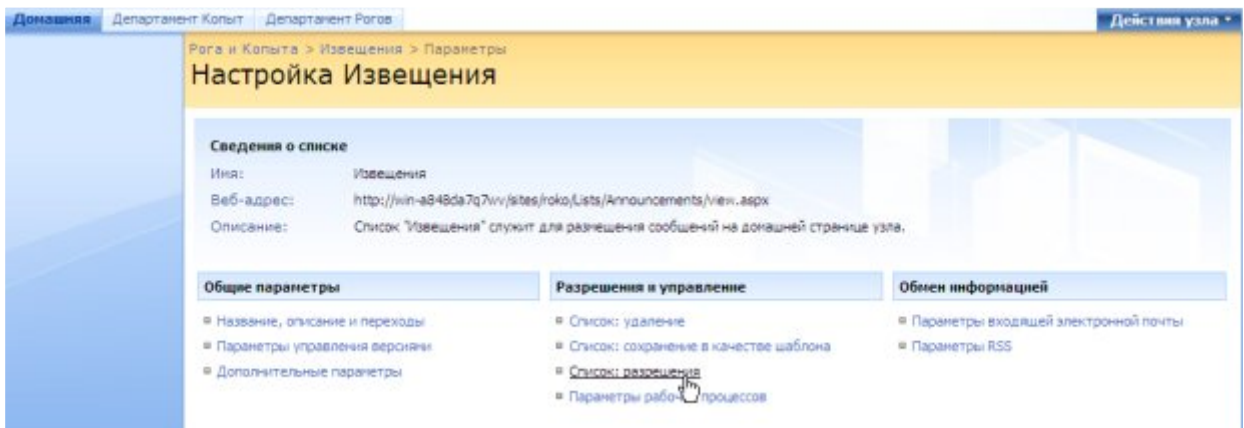 Домашняя Департамент Копыт Департамент Рогов Действия узла
Рога и Копыта > Извещения > Параметры
Настройка Извещения
Сведения о списке
Имя: Извещения
Веб-адрес: http://win-a848da7q7wv/sites/roko/Lists/Announcements/view.aspx
Описание: Список "Извещения" служит для размещения сообщений на домашней странице узла.
Общие параметры Разрешения и управление Обмен информацией
Название, описание и переходы Список: удаление Параметры входящей электронной почты
Параметры управления версиями Список: сохранение в качестве шаблона Параметры RSS
Дополнительные параметры Список: разрешения
Параметры процессов